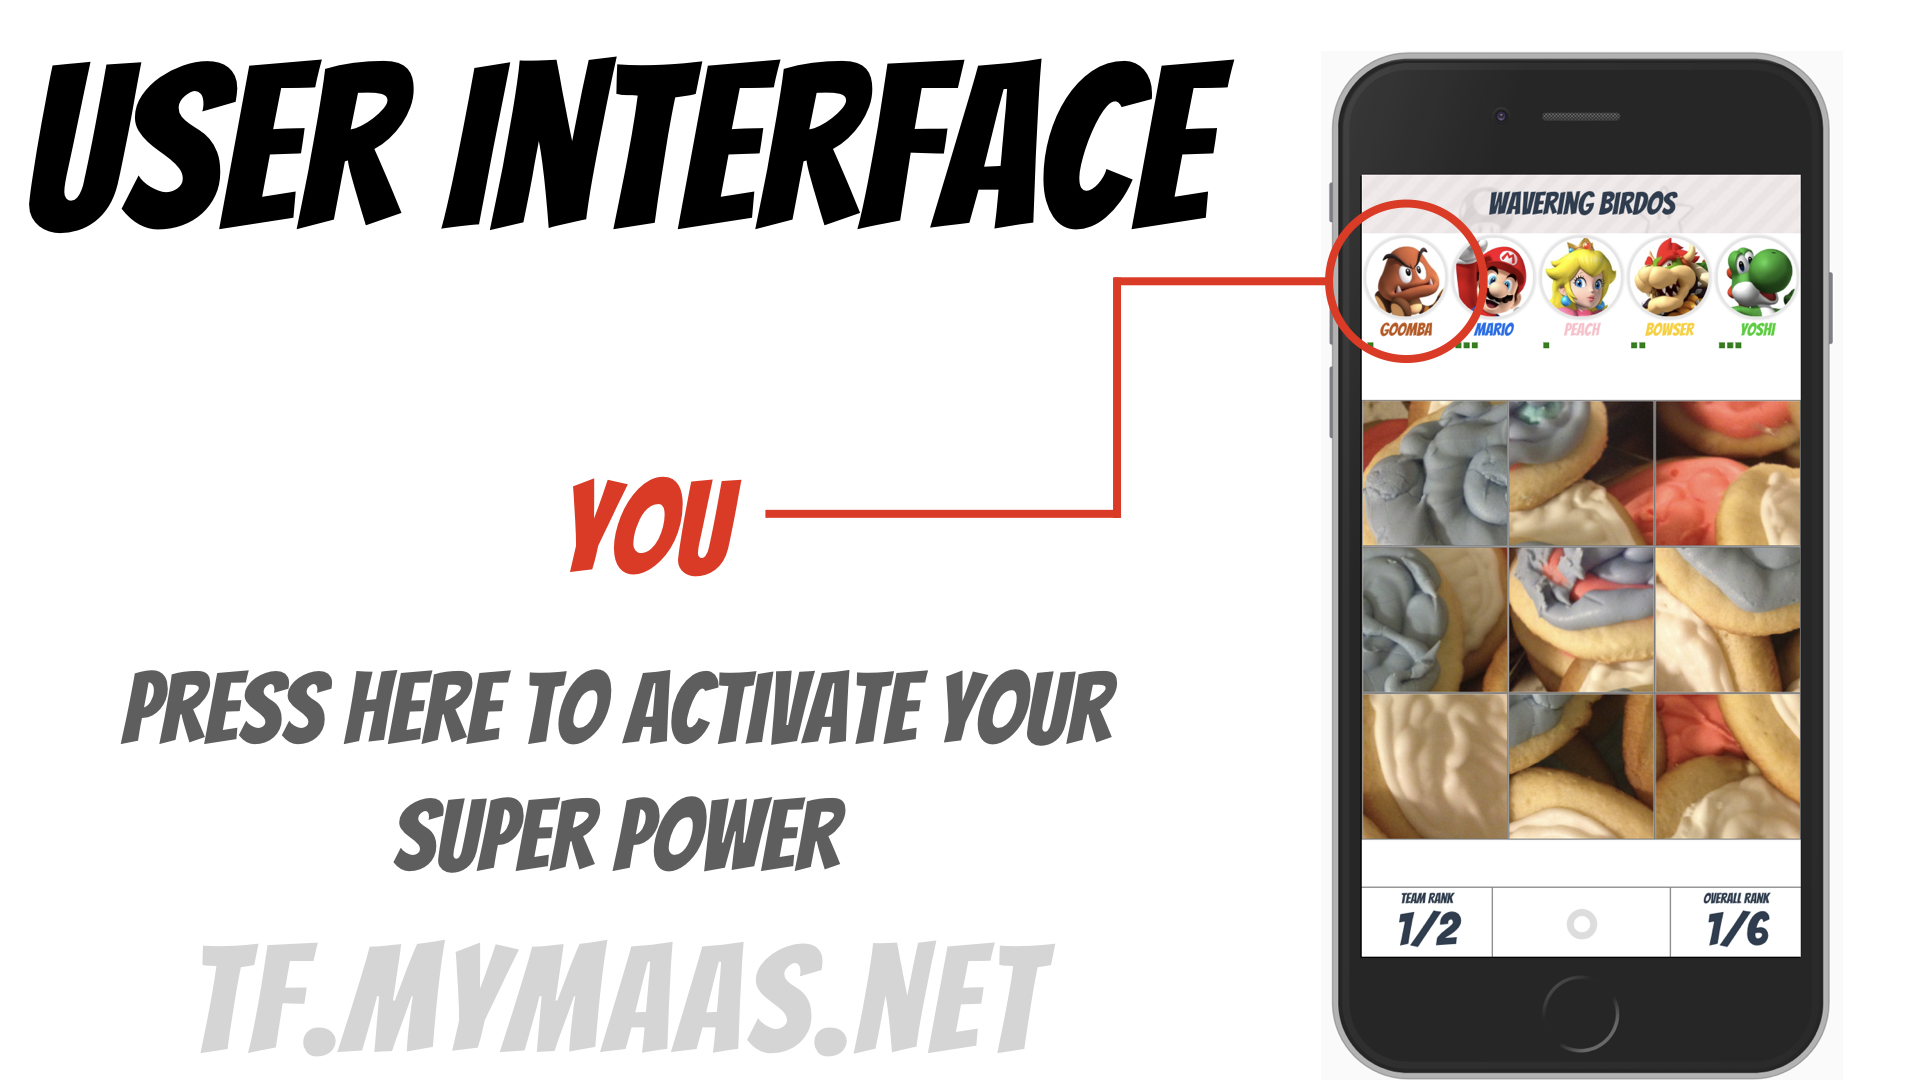 USER INTERFACE
WAVERING BIRDOS
GOOMBA MARIO PEACH BOWSER YOSHI
YOU
PRESS HERE TO ACTIVATE YOUR
SUPER POWER
TEAM RANK
1/2
OVERALL RANK
1/6
TF.MYMAAS.NET